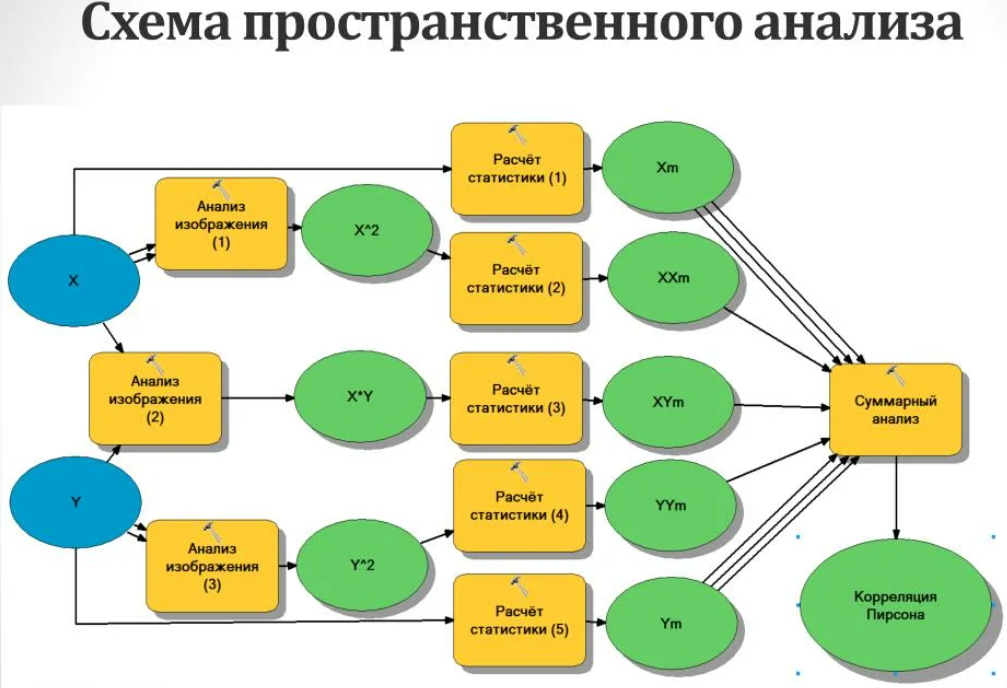 Схема пространственного анализа
Расчёт
статистики (1)
Xm
Анализ
изображения
(1)
X^2
X
Расчёт
статистики (2)
XXm
Анализ
изображения
(2)
X*Y
Расчёт
статистики (3)
XYm
Суммарный
анализ
Y
Расчёт
статистики (4)
YYm
Анализ
изображения
(3)
Y^2
Расчёт
статистики (5)
Ym
Корреляция
Пирсона